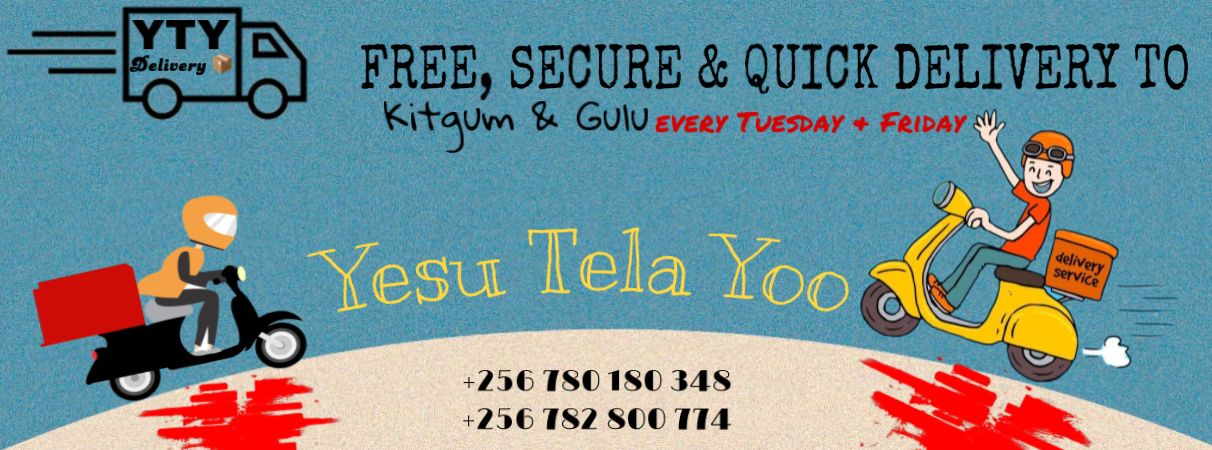 YTY
Delivery
FREE, SECURE & QUICK DELIVERY TO
Kitgum & Gulu EVERY TUESDAY & FRIDAY
Yesu Tela Yoo
delivery
service
+256 780 180 348
+256 782 800 774